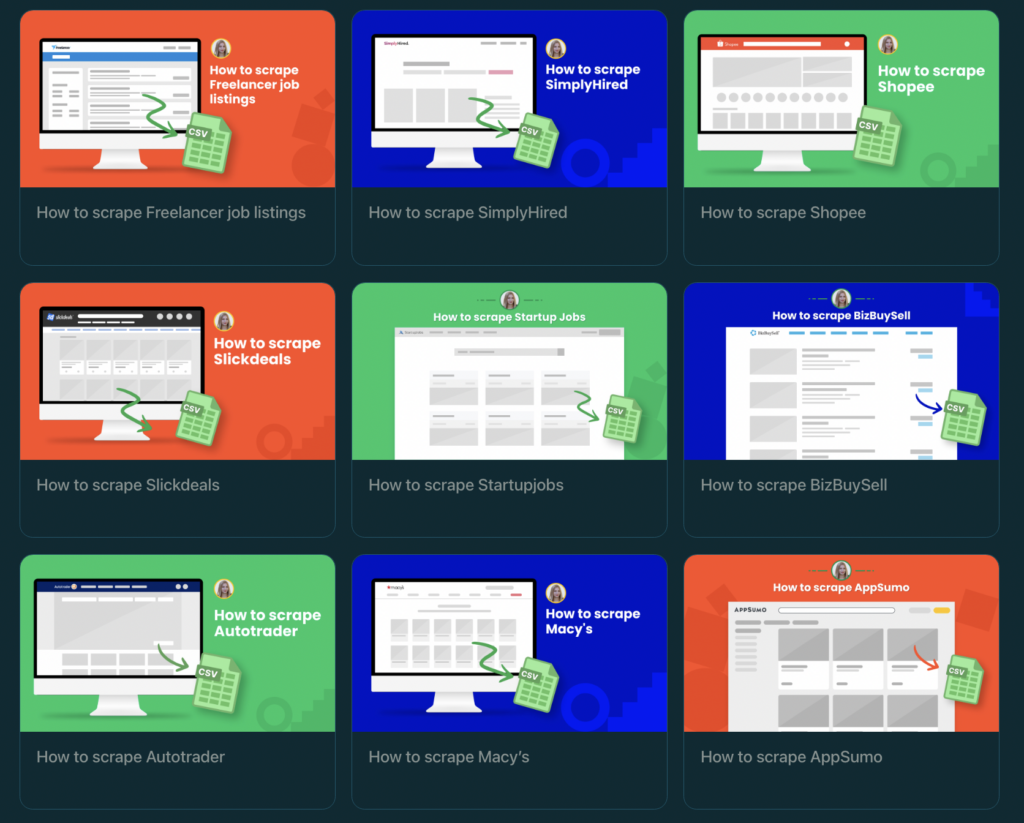 freelancer
How to scrape
Freelancer job
listings
CSV
How to scrape Freelancer job listings
SimplyHired
How to scrape
SimplyHired
CSV
How to scrape SimplyHired
Shopee
How to scrape
Shopee
CSV
How to scrape Shopee
slickdeals
How to scrape
Slickdeals
CSV
How to scrape Slickdeals
How to scrape Startup Jobs
CSV
How to scrape Startupjobs
How to scrape BizBuySell
BizBuySell
CSV
How to scrape BizBuySell
How to scrape
Autotrader
CSV
How to scrape Autotrader
How to scrape
Macy's
CSV
How to scrape Macy’s
How to scrape AppSumo
APPSUMO
CSV
How to scrape AppSumo